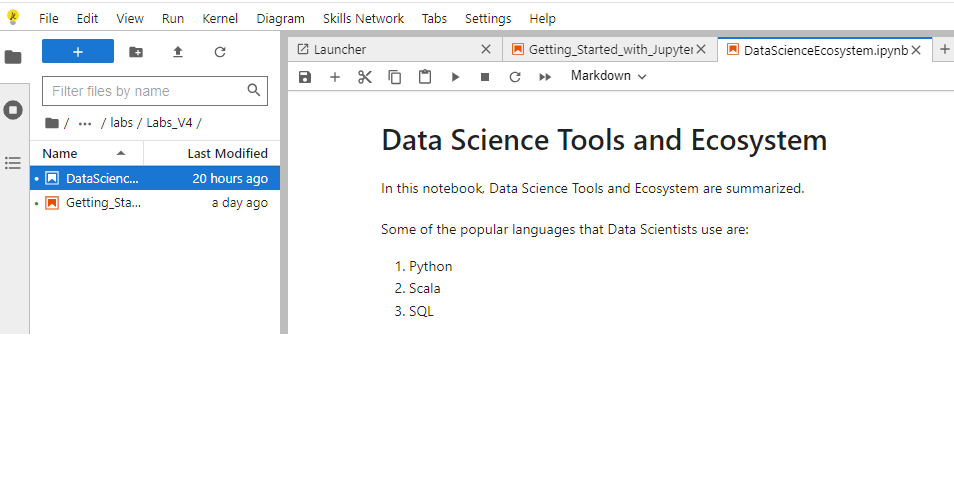 File Edit View Run Kernel Diagram Skills Network Tabs Settings Help
Launcher Getting_Started_with_Jupyter DataScienceEcosystem.ipynb
Markdown
Filter files by name
/ ··· / labs / Labs_V4 /
Name Last Modified
DataScienc... 20 hours ago
Getting_Sta... a day ago
Data Science Tools and Ecosystem
In this notebook, Data Science Tools and Ecosystem are summarized.
Some of the popular languages that Data Scientists use are:
1. Python
2. Scala
3. SQL